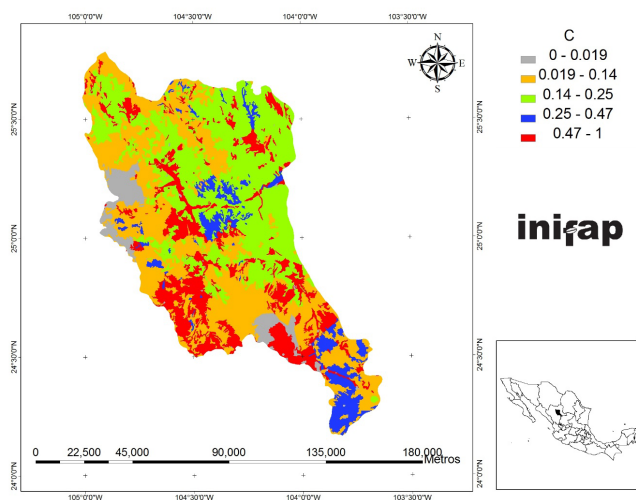 105°0'0"W 104°30'0"W 104°0'0"W 103°30'0"W
25°30'0"N 25°30'0"N
25°0'0"N 25°0'0"N
24°30'0"N 24°30'0"N
24°0'0"N 24°0'0"N
N
W E
S
C
0 - 0.019
0.019 - 0.14
0.14 - 0.25
0.25 - 0.47
0.47 - 1
inifap
0 22,500 45,000 90,000 135,000 180,000
Metros
105°0'0"W 104°30'0"W 104°0'0"W 103°30'0"W